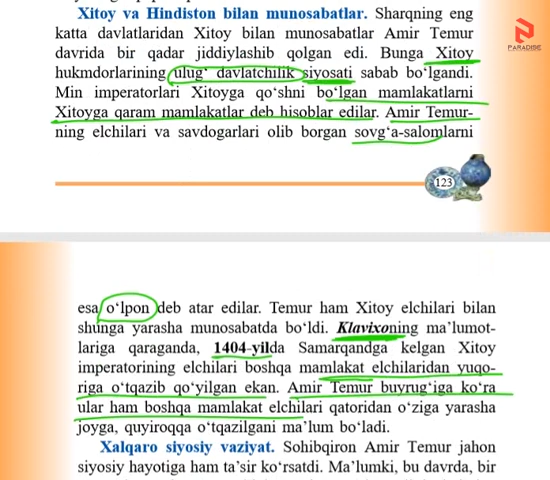 Xitoy va Hindiston bilan munosabatlar. Sharqning eng
katta davlatlaridan Xitoy bilan munosabatlar Amir Temur
davrida bir qadar jiddiylashib qolgan edi. Bunga Xitoy
hukmdorlarining ulug‘ davlatchilik siyosati sabab bo‘lgandi.
Min imperatorlari Xitoyga qo‘shni bo‘lgan mamlakatlarni
Xitoyga qaram mamlakatlar deb hisoblar edilar. Amir Temur-
ning elchilari va savdogarlari olib borgan sovg‘a-salomlarni
PARADISE
123
esa o‘lpon deb atar edilar. Temur ham Xitoy elchilari bilan
shunga yarasha munosabatda bo‘ldi. Klavixoning ma’lumot-
lariga qaraganda, 1404-yilda Samarqandga kelgan Xitoy
imperatorining elchilari boshqa mamlakat elchilaridan yuqo-
riga o‘tqazib qo‘yilgan ekan. Amir Temur buyrug‘iga ko‘ra
ular ham boshqa mamlakat elchilari qatoridan o‘ziga yarasha
joyga, quyiroqqa o‘tqazilgani ma’lum bo‘ladi.
Xalqaro siyosiy vaziyat. Sohibqiron Amir Temur jahon
siyosiy hayotiga ham ta’sir ko‘rsatdi. Ma’lumki, bu davrda, bir